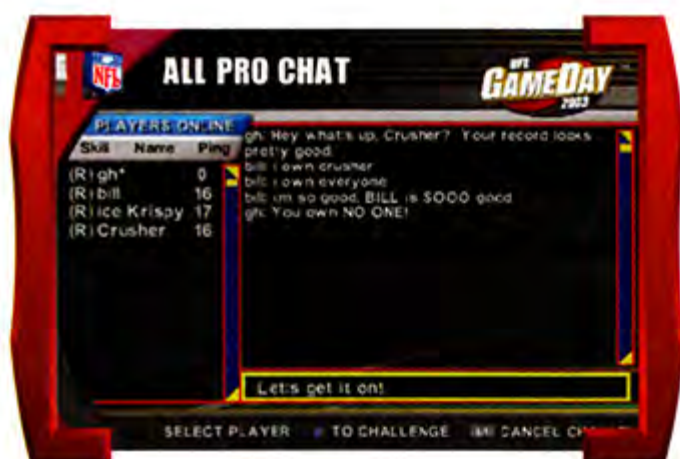 NFL
ALL PRO CHAT
NFL
GAMEDAY
2003
PLAYERS ONLINE
Skill Name Ping
(R) gh* 0
(R) bill 16
(R) Ice Krispy 17
(R) Crusher 16
gh: Hey what's up, Crusher? Your record looks
pretty good.
bill: i own crusher
bill: i own everyone
bill: im so good, BILL is SOOO good
gh: You own NO ONE!
Let's get it on!
SELECT PLAYER TO CHALLENGE CANCEL